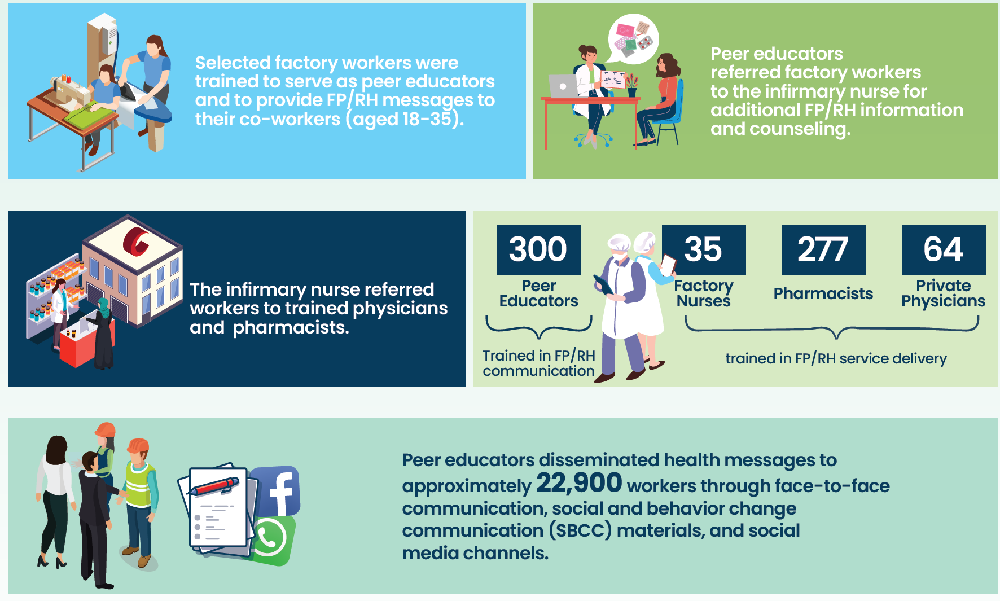 Selected factory workers were
trained to serve as peer educators
and to provide FP/RH messages to
their co-workers (aged 18-35).
Peer educators
referred factory workers
to the infirmary nurse for
additional FP/RH information
and counseling.
The infirmary nurse referred
workers to trained physicians
and pharmacists.
300
Peer
Educators
Trained in FP/RH
communication
35
Factory
Nurses
277
Pharmacists
64
Private
Physicians
trained in FP/RH service delivery
Peer educators disseminated health messages to
approximately 22,900 workers through face-to-face
communication, social and behavior change
communication (SBCC) materials, and social
media channels.